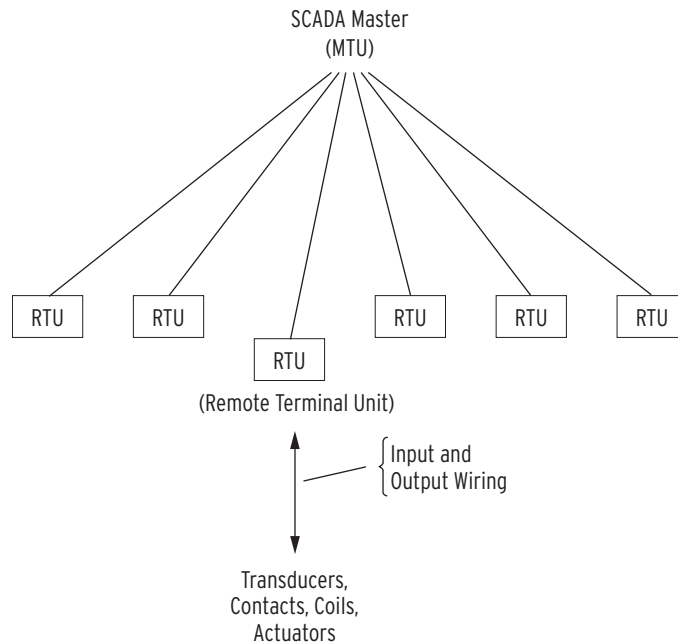 SCADA Master
(MTU)
RTU
RTU
RTU
RTU
RTU
RTU
RTU
(Remote Terminal Unit)
Input and
Output Wiring
Transducers,
Contacts, Coils,
Actuators